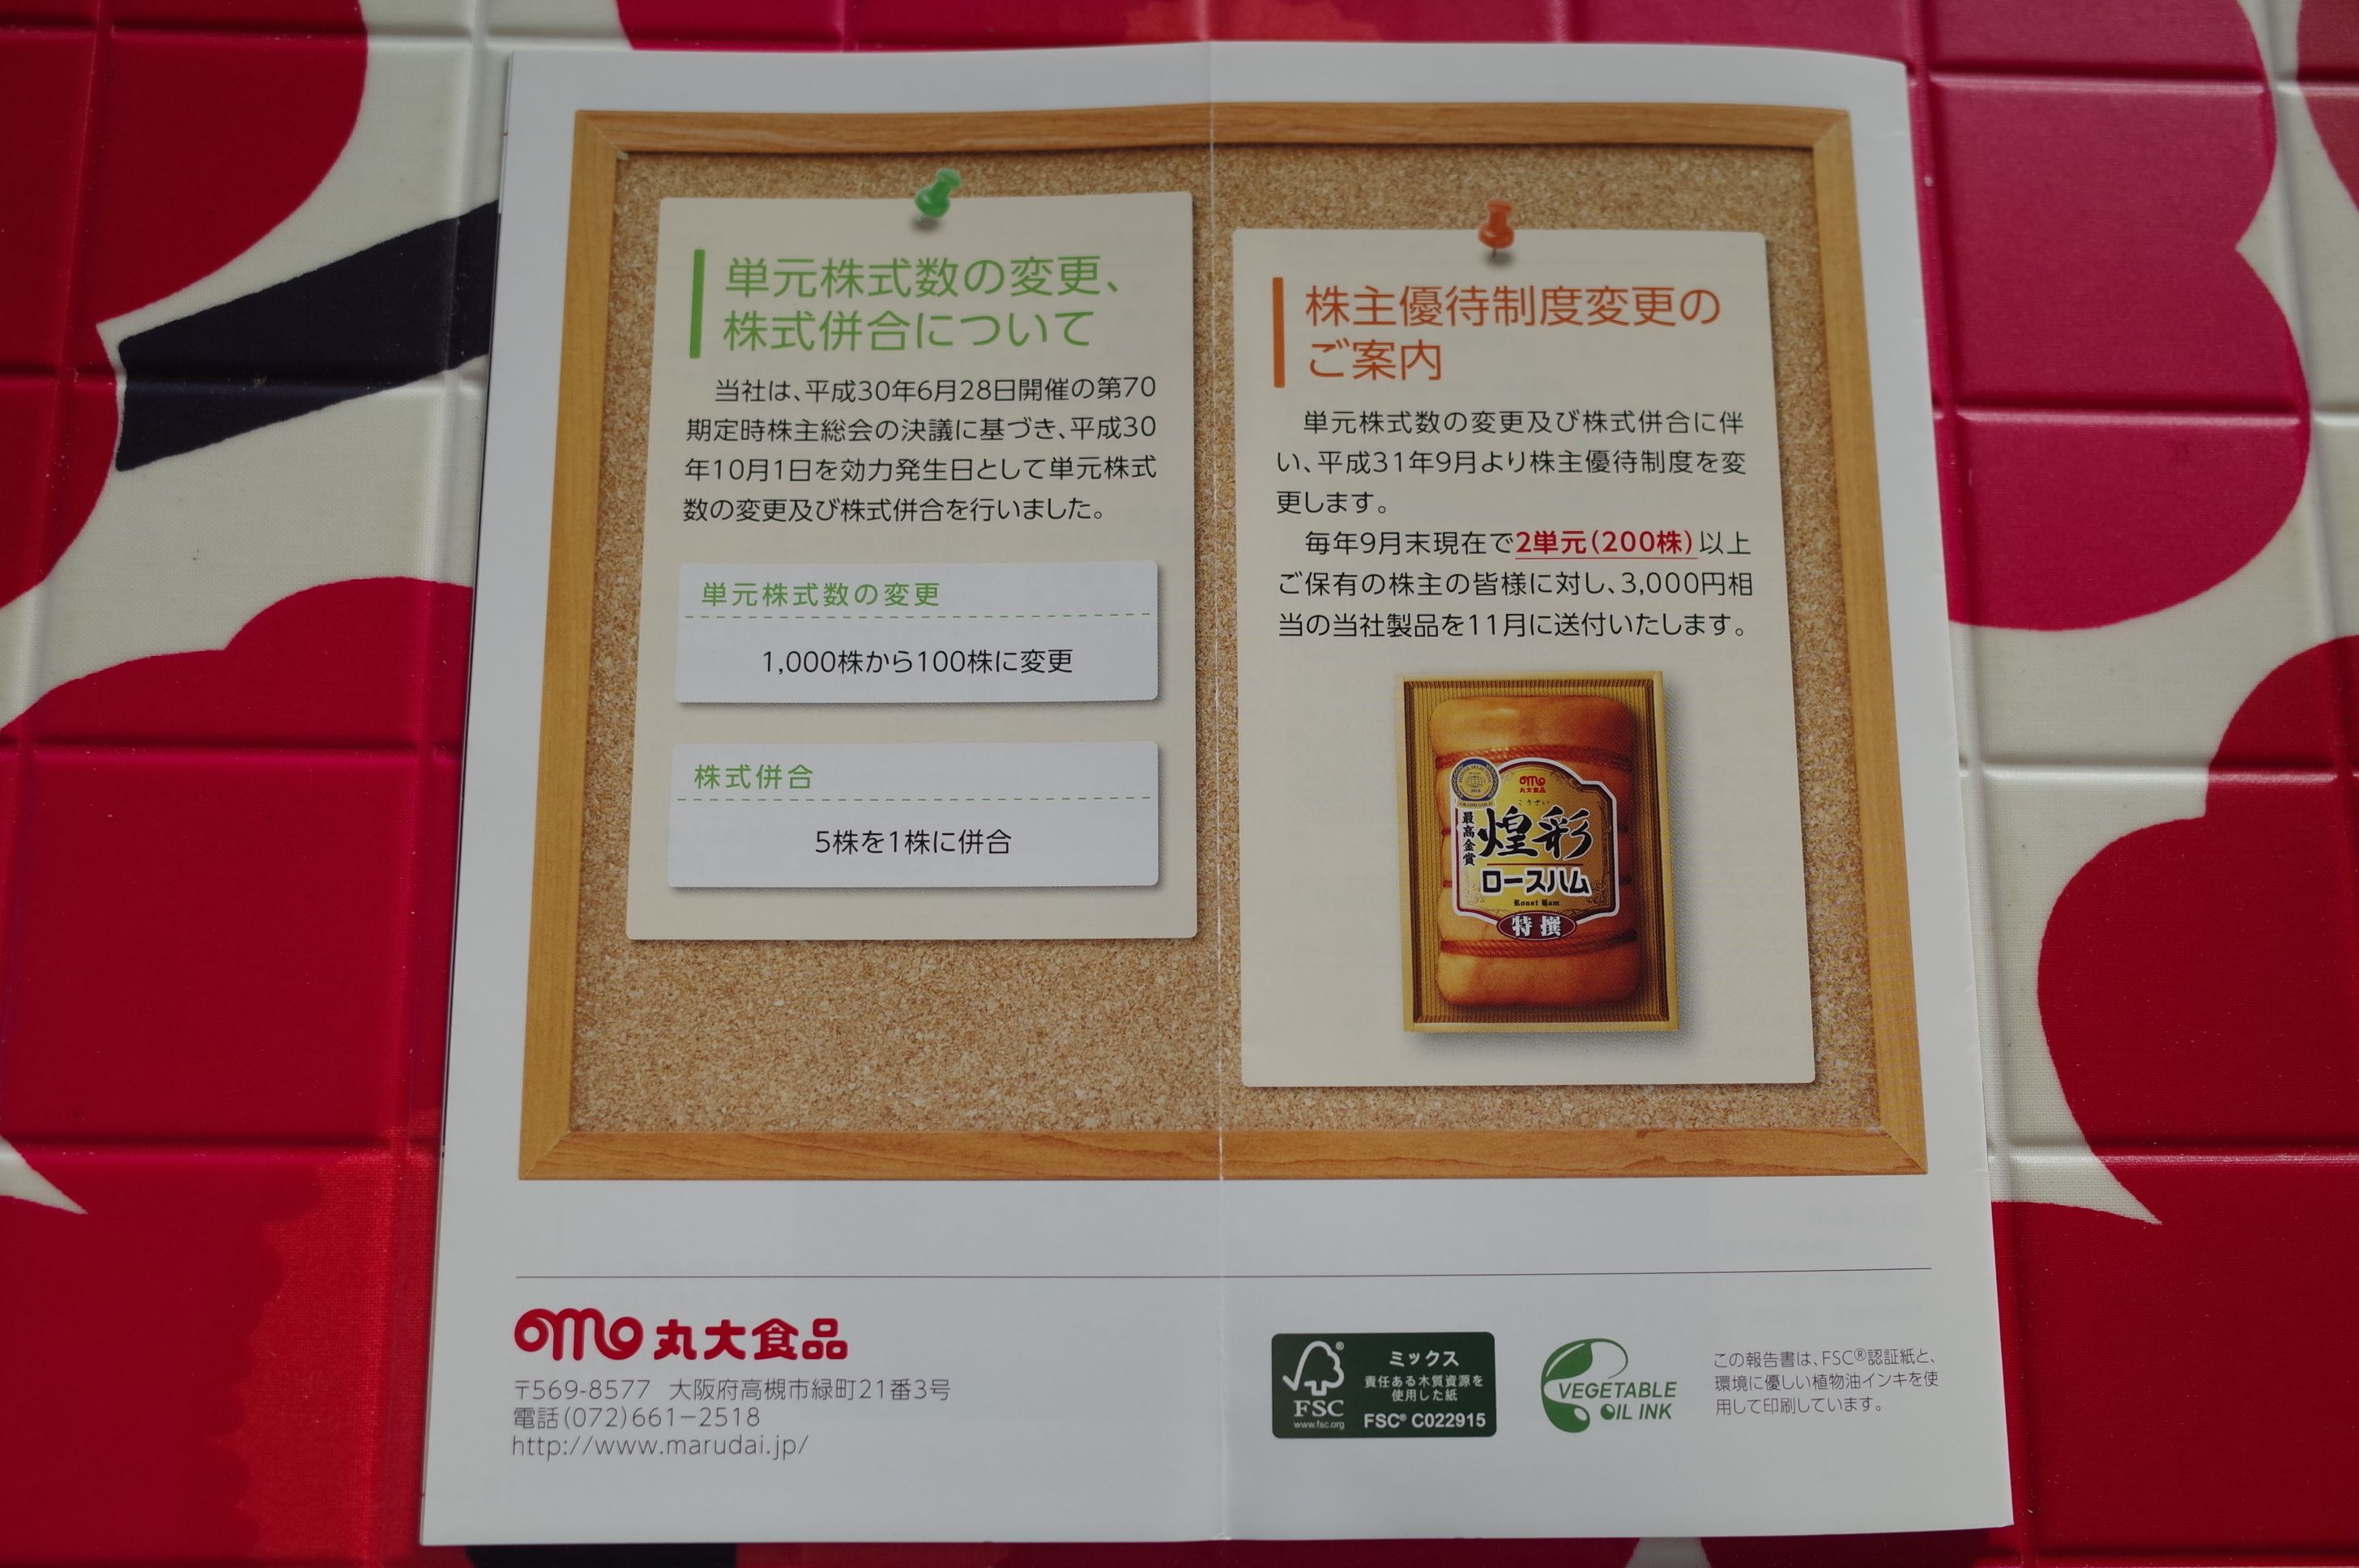 単元株式数の変更、
株式併合について
当社は、平成30年6月28日開催の第70
期定時株主総会の決議に基づき、平成30
年10月1日を効力発生日として単元株式
数の変更及び株式併合を行いました。
単元株式数の変更
1,000株から100株に変更
株式併合
5株を1株に併合
株主優待制度変更の
ご案内
単元株式数の変更及び株式併合に伴
い、平成31年9月より株主優待制度を変
更します。
毎年9月末現在で2単元(200株)以上
ご保有の株主の皆様に対し、3,000円相
当の当社製品を11月に送付いたします。
丸大食品
こうさい
最高金賞
煌彩
ロースハム
Roast Ham
特撰
丸大食品
〒569-8577 大阪府高槻市緑町21番3号
電話(072)661-2518
http://www.marudai.jp/
FSC®
www.fsc.org
ミックス
責任ある木質資源を
使用した紙
FSC® C022915
VEGETABLE
OIL INK
この報告書は、FSC®認証紙と、
環境に優しい植物油インキを使
用して印刷しています。